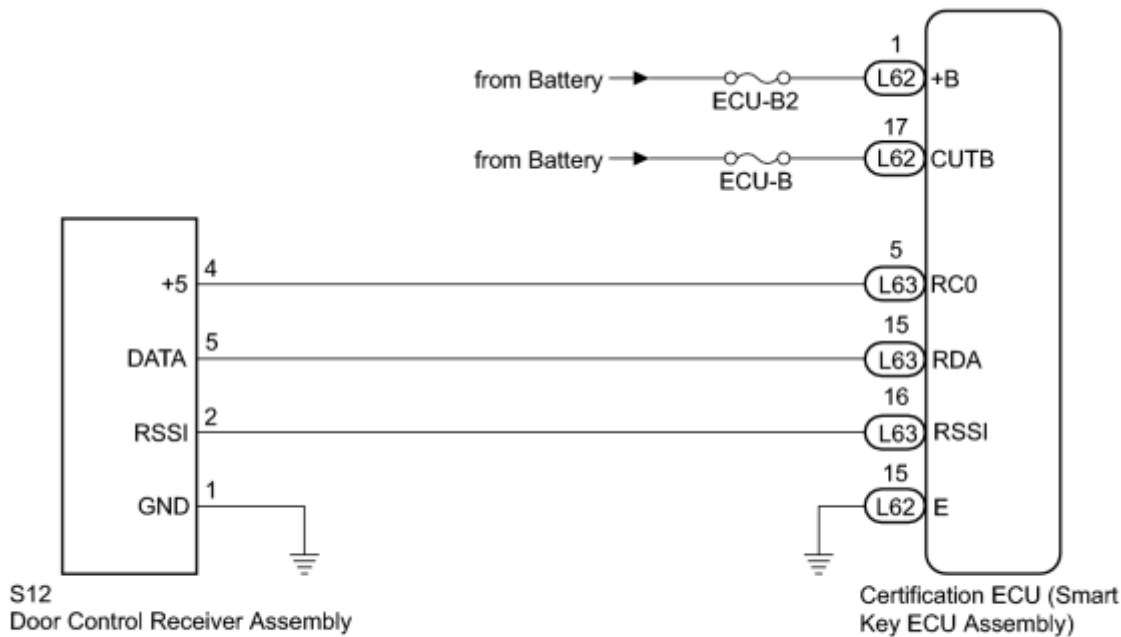 1
from Battery
L62
+B
ECU-B2
17
from Battery
L62
CUTB
ECU-B
+5
4
5
L63
RC0
DATA
5
15
L63
RDA
RSSI
2
16
L63
RSSI
GND
1
15
L62
E
S12
Door Control Receiver Assembly
Certification ECU (Smart
Key ECU Assembly)